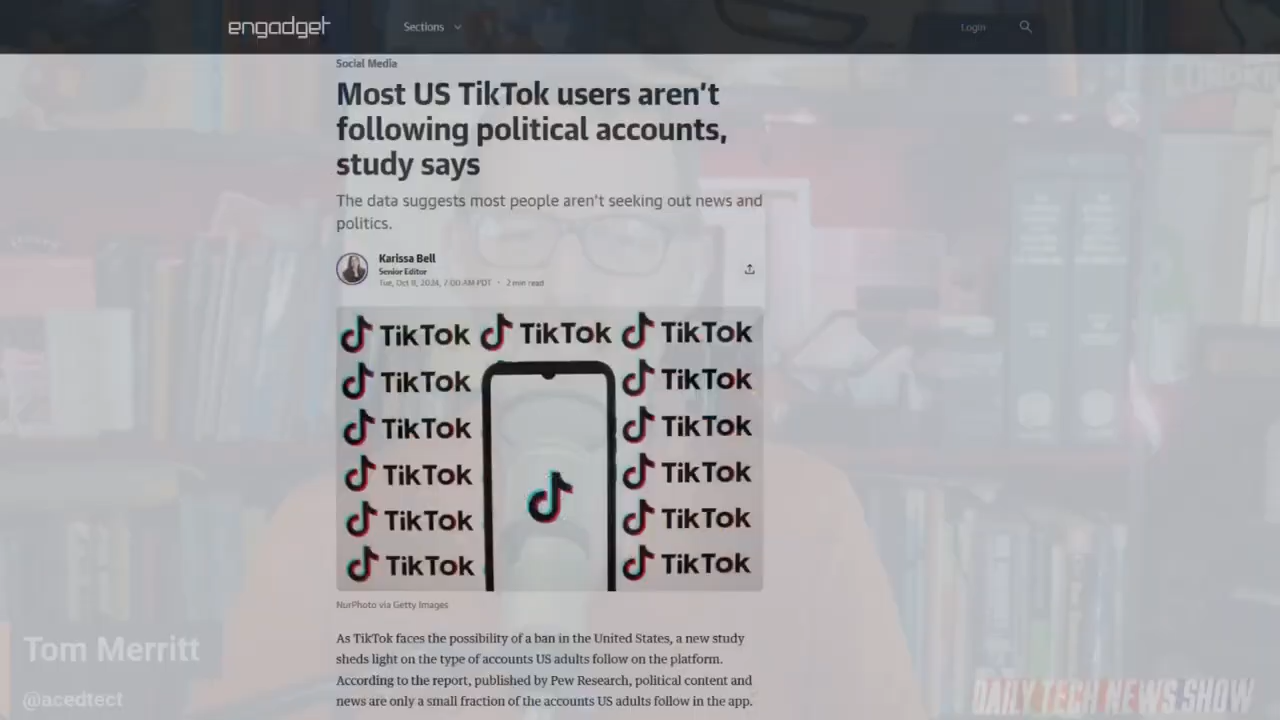 engadget
Sections
Login
Social Media
Most US TikTok users aren't
following political accounts,
study says
The data suggests most people aren't seeking out news and
politics.
Karissa Bell
Senior Editor
Tue, Oct 8, 2024, 7:00 AM PDT • 2 min read
TikTok TikTok TikTok
TikTok TikTok
TikTok TikTok
TikTok TikTok
TikTok TikTok
TikTok TikTok
NurPhoto via Getty Images
As TikTok faces the possibility of a ban in the United States, a new study
sheds light on the type of accounts US adults follow on the platform.
According to the report, published by Pew Research, political content and
news are only a small fraction of the accounts US adults follow in the app.
Tom Merritt
@acedtect
DAILY TECH NEWS SHOW